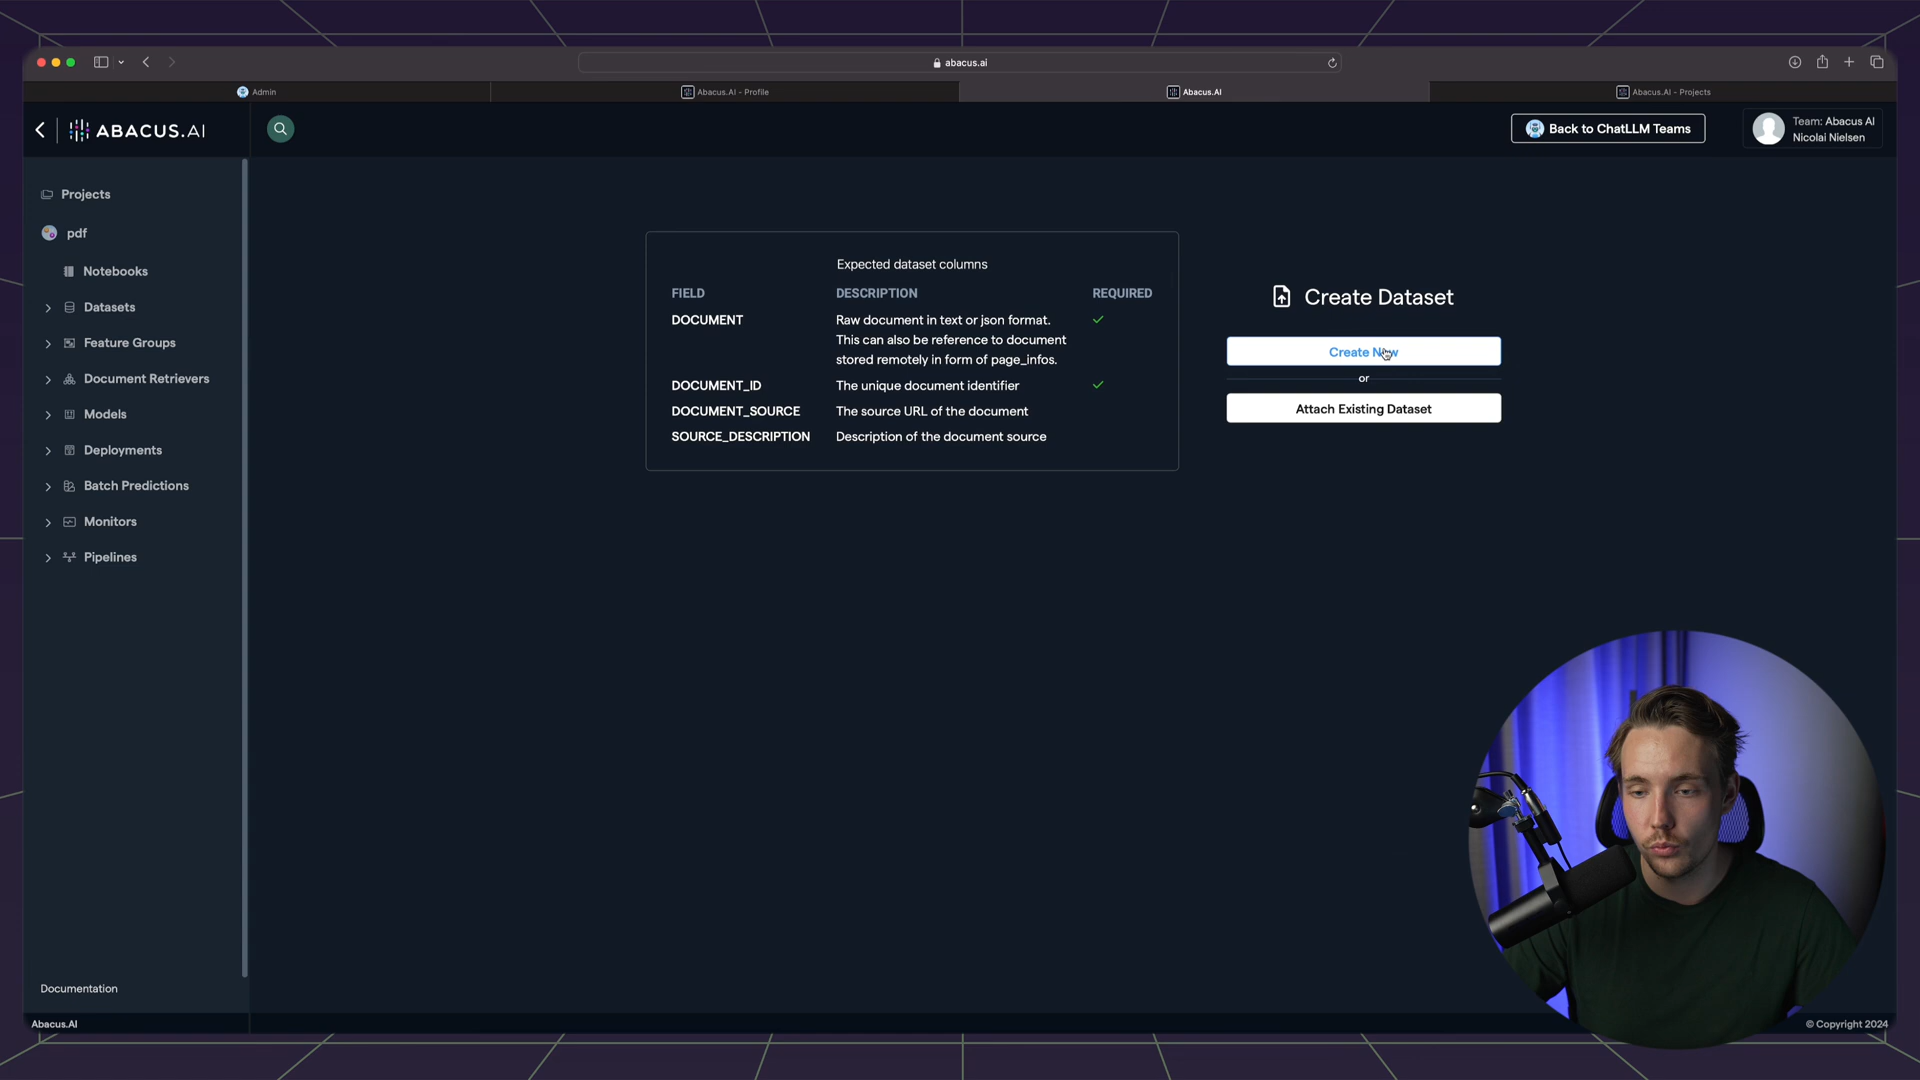 abacus.ai
Admin
Abacus.AI - Profile
Abacus.AI
Abacus.AI - Projects
ABACUS.AI
Back to ChatLLM Teams
Team: Abacus AI
Nicolai Nielsen
Projects
pdf
Notebooks
Datasets
Feature Groups
Document Retrievers
Models
Deployments
Batch Predictions
Monitors
Pipelines
Expected dataset columns
FIELD DESCRIPTION REQUIRED
DOCUMENT Raw document in text or json format.
This can also be reference to document
stored remotely in form of page_infos.
DOCUMENT_ID The unique document identifier
DOCUMENT_SOURCE The source URL of the document
SOURCE_DESCRIPTION Description of the document source
Create Dataset
Create New
or
Attach Existing Dataset
Documentation
Abacus.AI
© Copyright 2024